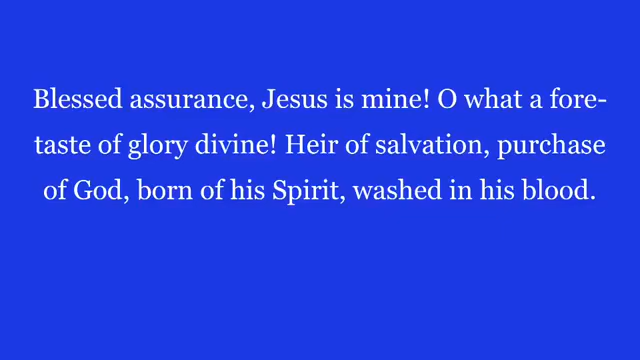 Blessed assurance, Jesus is mine! O what a fore-
taste of glory divine! Heir of salvation, purchase
of God, born of his Spirit, washed in his blood.